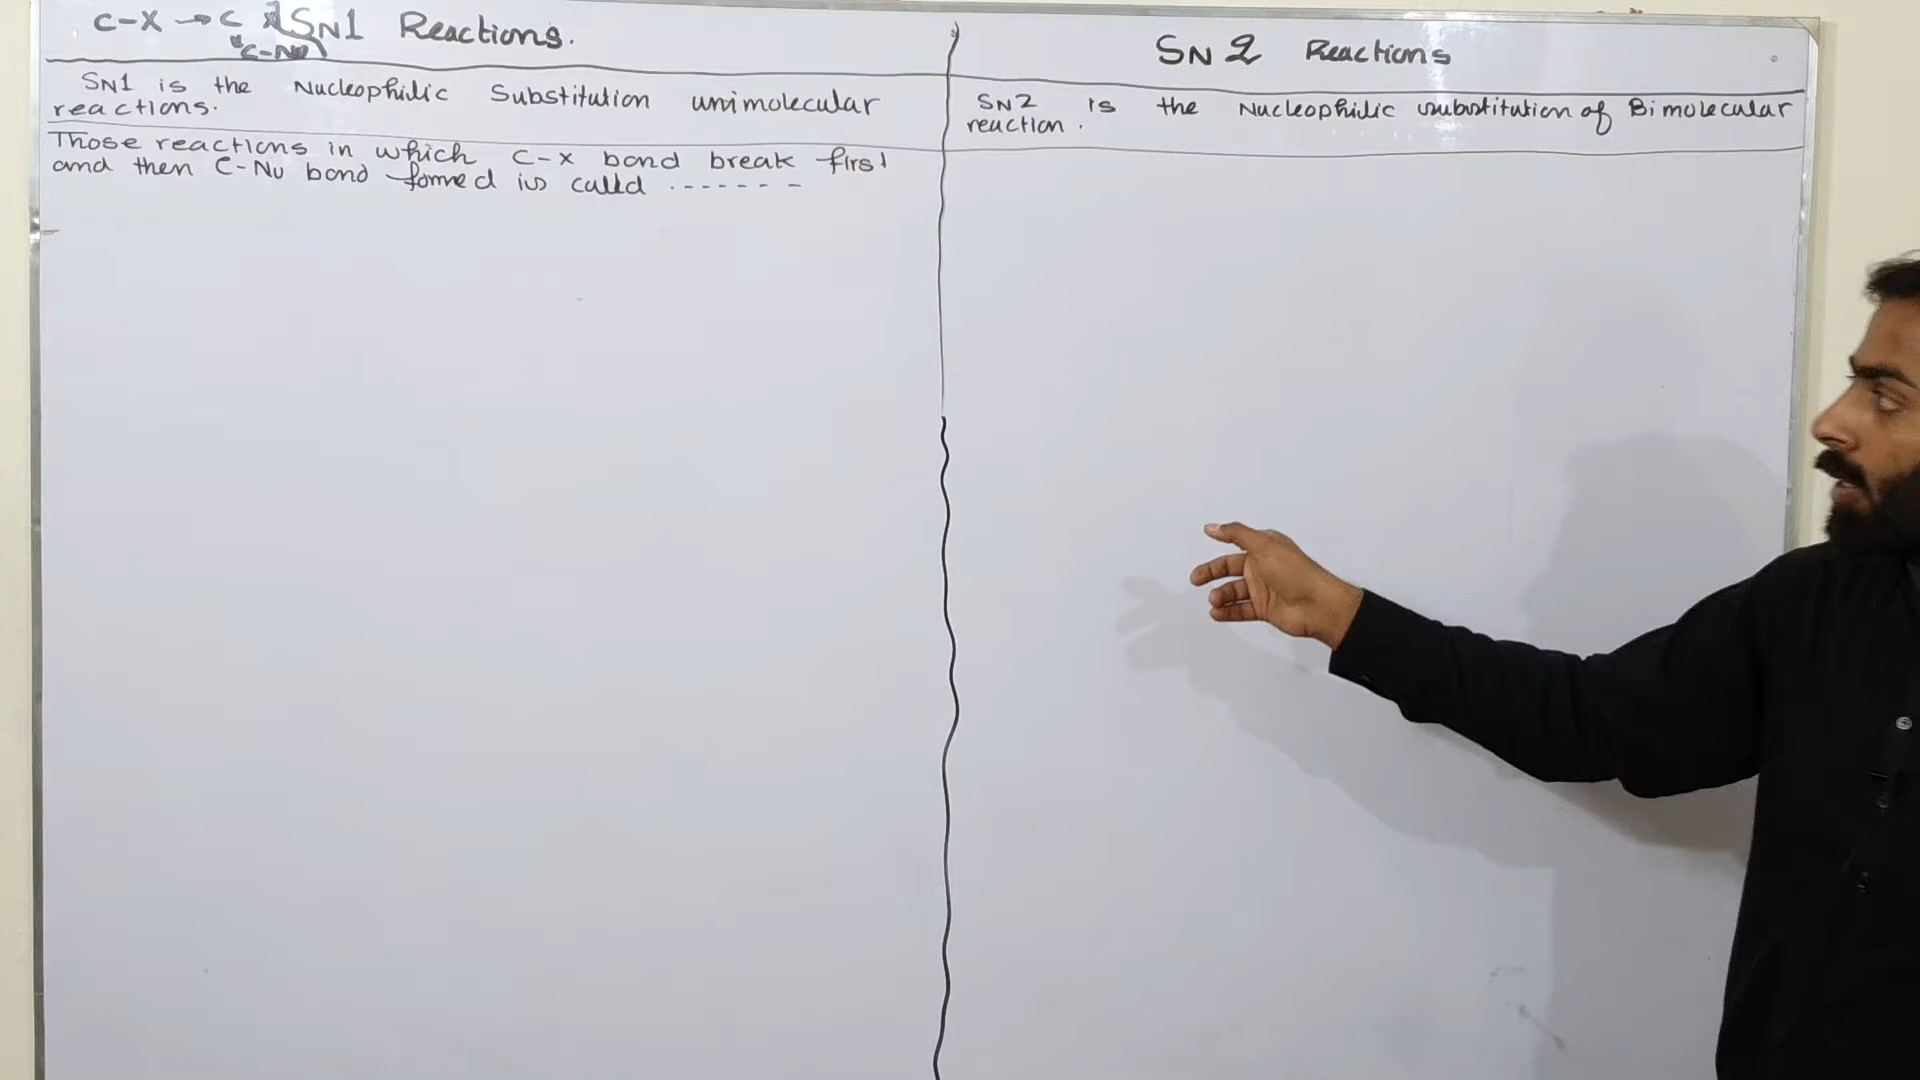 C-X → C X SN1 Reactions.
C-Nu
SN1 is the Nucleophilic Substitution unimolecular
reactions.
Those reactions in which C-X bond break first
and then C-Nu bond formed is called -------
SN2 Reactions
SN2 is the Nucleophilic substitution of Bimolecular
reaction.